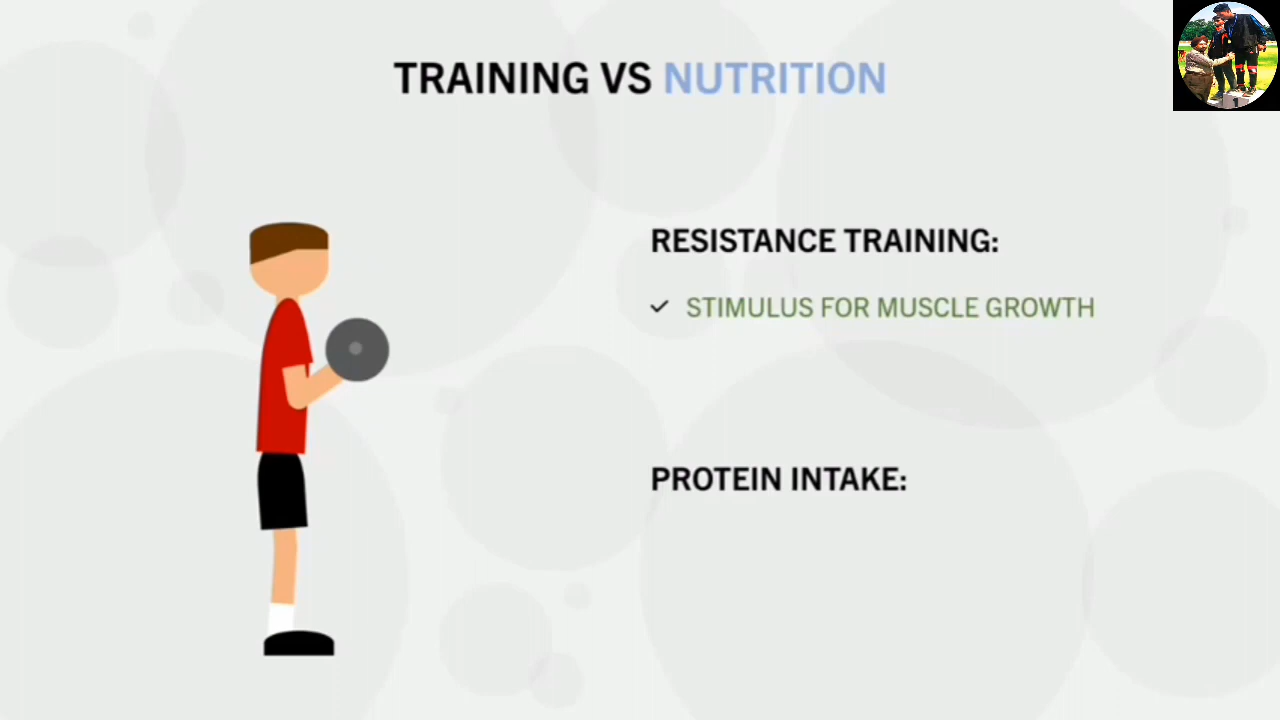 TRAINING VS NUTRITION
RESISTANCE TRAINING:
✓ STIMULUS FOR MUSCLE GROWTH
PROTEIN INTAKE: